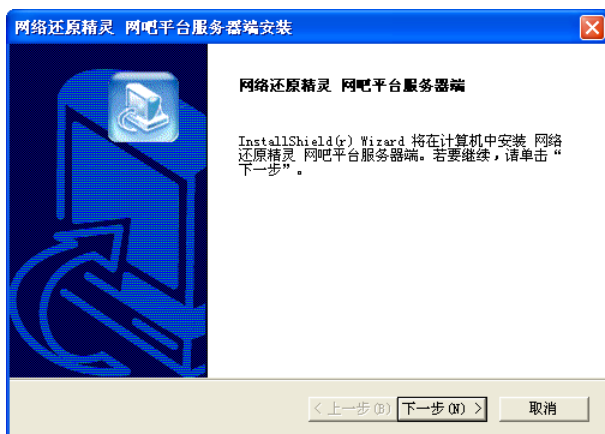 网络还原精灵 网吧平台服务器端安装
网络还原精灵 网吧平台服务器端
InstallShield(r) Wizard 将在计算机中安装 网络
还原精灵 网吧平台服务器端。若要继续，请单击“
下一步”。
< 上一步(B) 下一步(N) > 取消